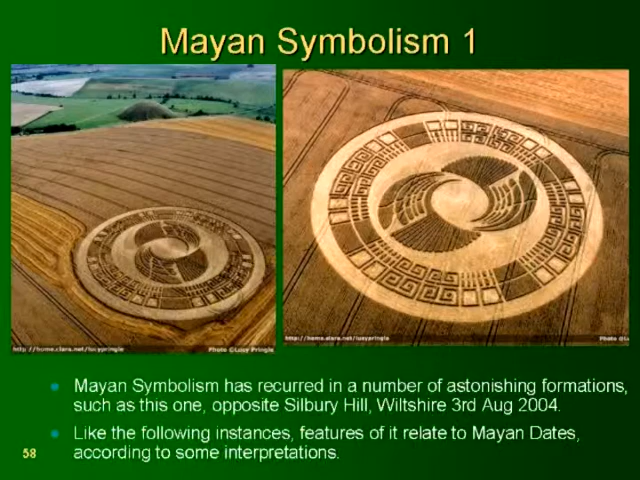 Mayan Symbolism 1
http://home.clara.net/lucypringle
Photo ©Lucy Pringle
http://home.clara.net/lucypringle
Photo ©L
Mayan Symbolism has recurred in a number of astonishing formations,
such as this one, opposite Silbury Hill, Wiltshire 3rd Aug 2004.
Like the following instances, features of it relate to Mayan Dates,
according to some interpretations.
58